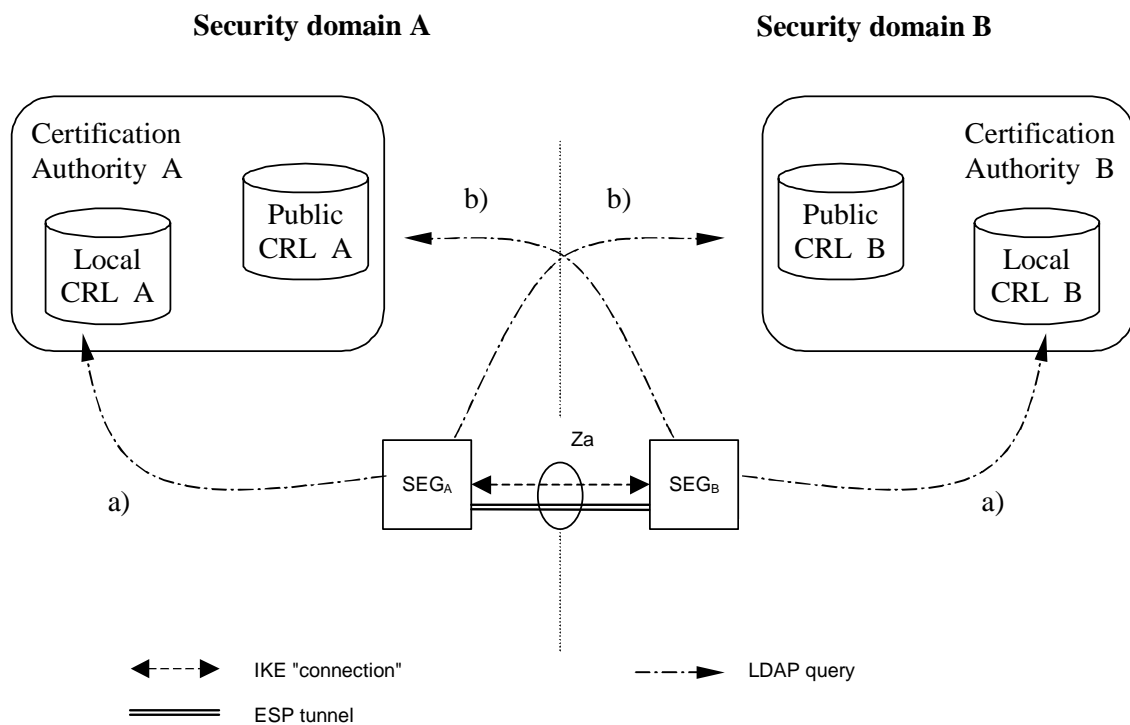 Security domain A
Security domain B
Certification
Authority A
Public
CRL A
Local
CRL A
b)
b)
Certification
Authority B
Public
CRL B
Local
CRL B
a)
Za
SEGA
SEGB
a)
IKE "connection"
LDAP query
ESP tunnel